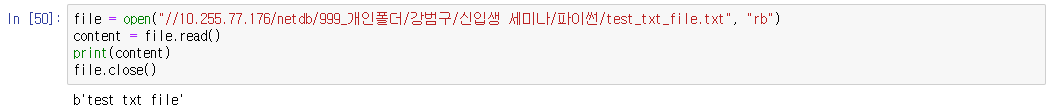 In [50]: file = open("//10.255.77.176/netdb/999_개인폴더/강범구/신입생 세미나/파이썬/test_txt_file.txt", "rb")
content = file.read()
print(content)
file.close()
b'test txt file'